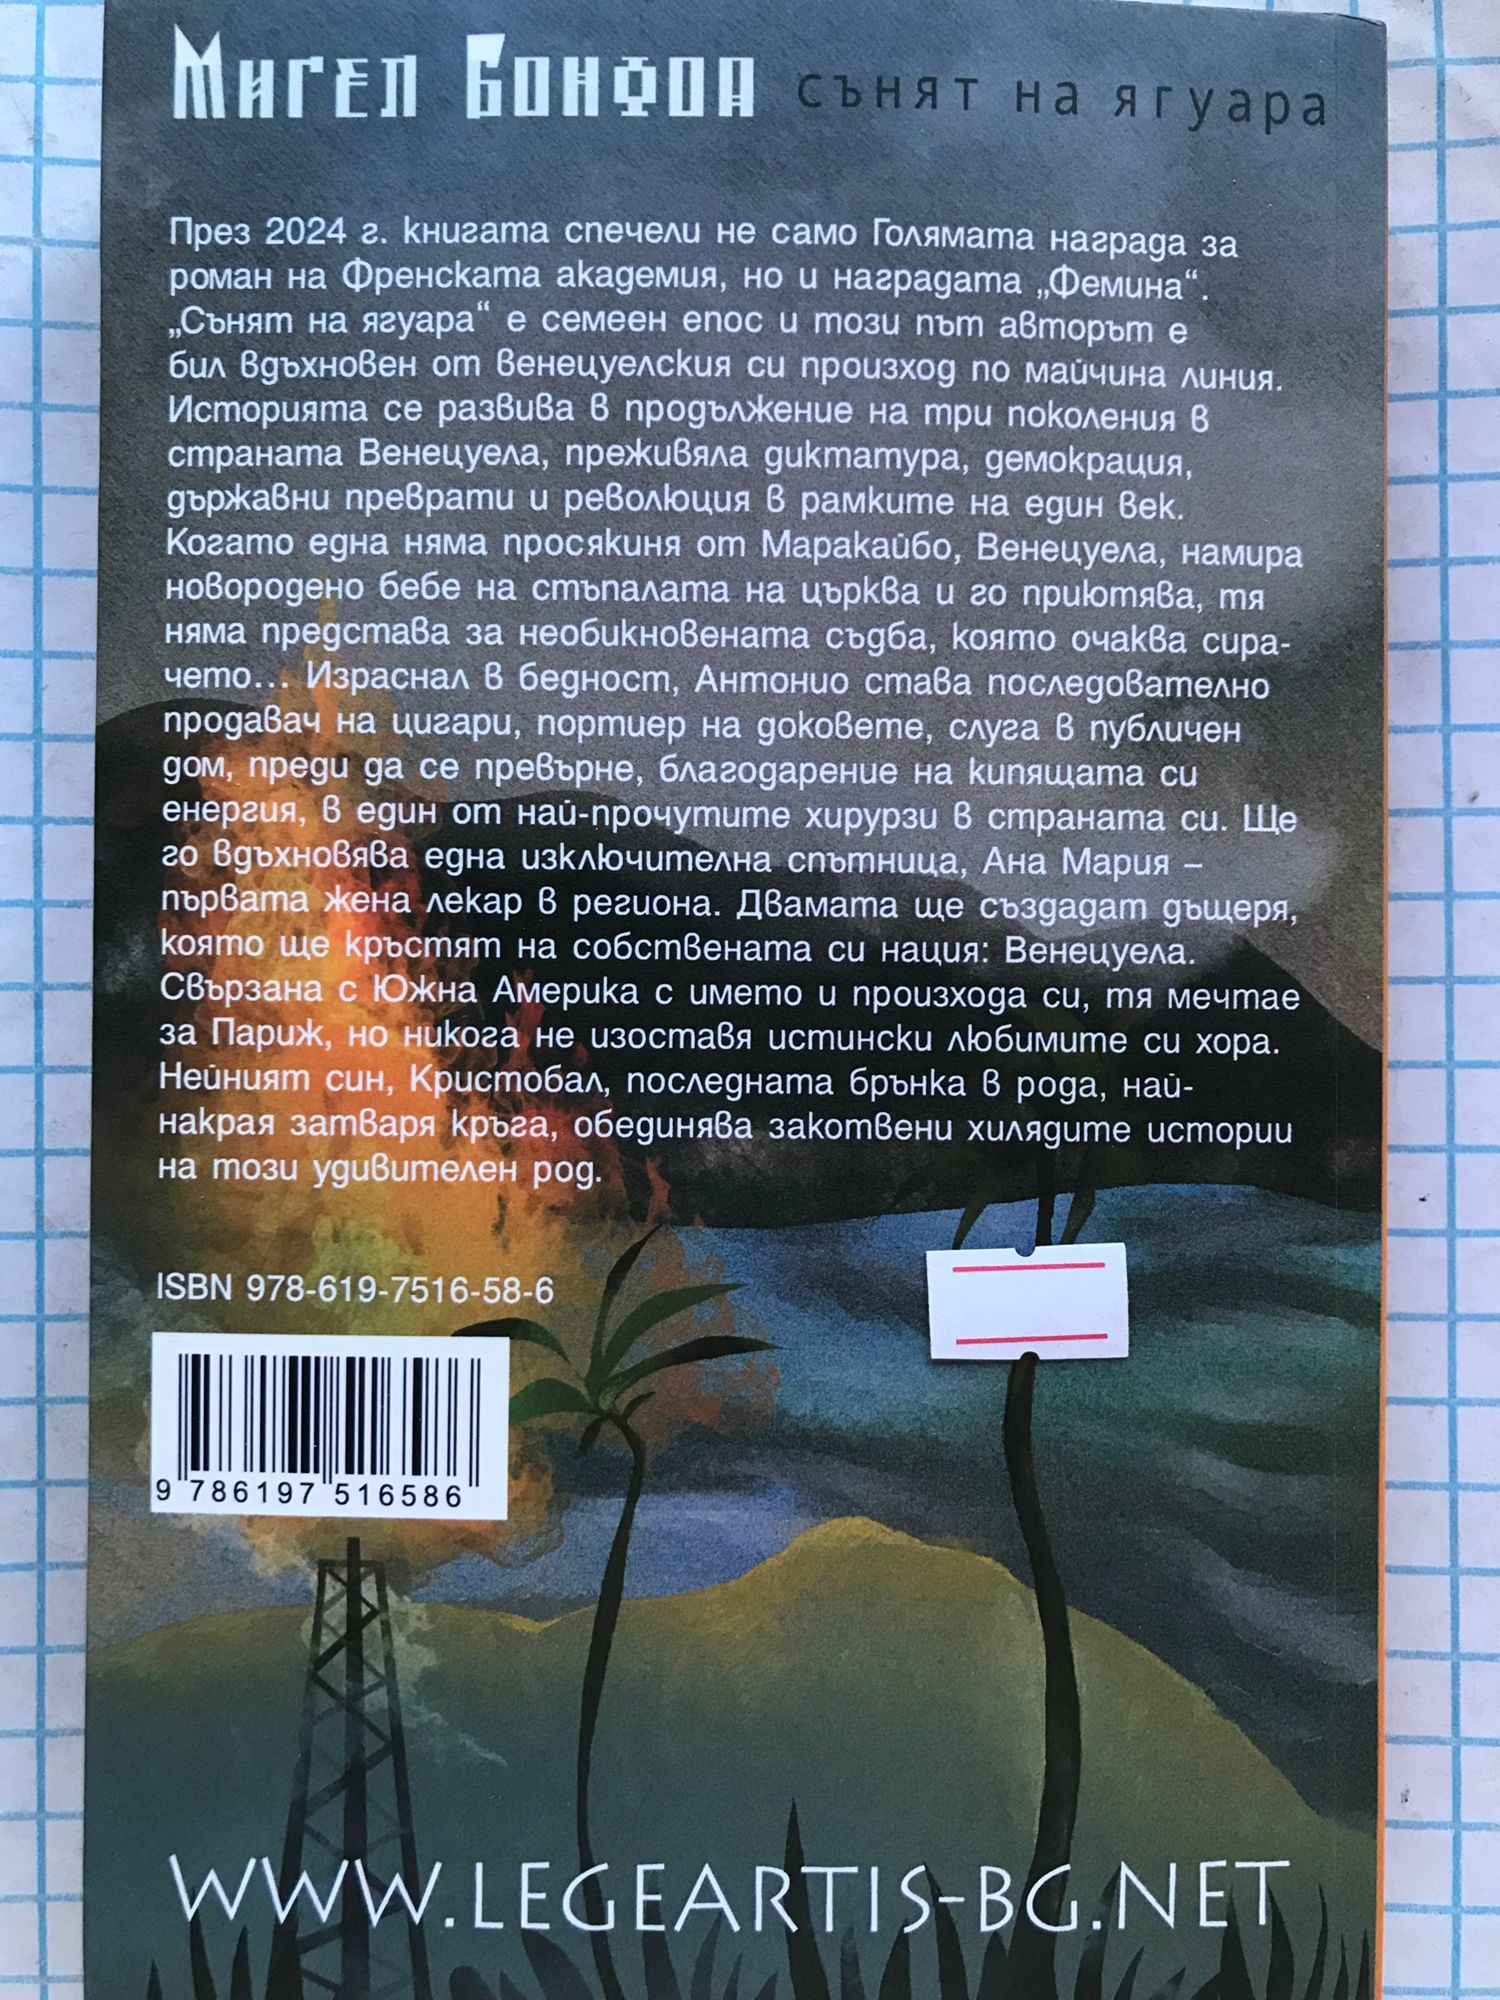 Мигел Бонфоа сънят на ягуара
През 2024 г. книгата спечели не само Голямата награда за
роман на Френската академия, но и наградата „Фемина“.
„Сънят на ягуара“ е семеен епос и този път авторът е
бил вдъхновен от венецуелския си произход по майчина линия.
Историята се развива в продължение на три поколения в
страната Венецуела, преживяла диктатура, демокрация,
държавни преврати и революция в рамките на един век.
Когато една няма просякиня от Маракайбо, Венецуела, намира
новородено бебе на стъпалата на църква и го приютява, тя
няма представа за необикновената съдба, която очаква сира-
чето... Израснал в бедност, Антонио става последователно
продавач на цигари, портиер на доковете, слуга в публичен
дом, преди да се превърне, благодарение на кипящата си
енергия, в един от най-прочутите хирурзи в страната си. Ще
го вдъхновява една изключителна спътница, Ана Мария –
първата жена лекар в региона. Двамата ще създадат дъщеря,
която ще кръстят на собствената си нация: Венецуела.
Свързана с Южна Америка с името и произхода си, тя мечтае
за Париж, но никога не изоставя истински любимите си хора.
Нейният син, Кристобал, последната брънка в рода, най-
накрая затваря кръга, обединява закотвени хилядите истории
на този удивителен род.
ISBN 978-619-7516-58-6
9 786197 516586
WWW.LEGEARTIS-BG.NET